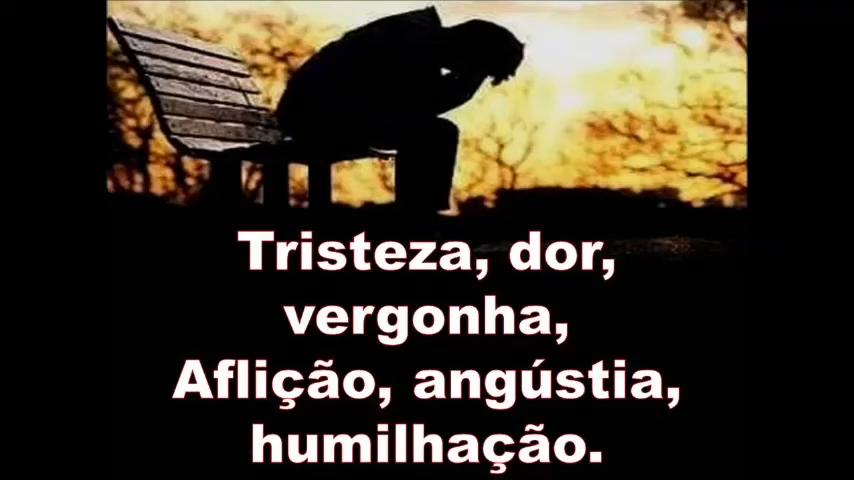 Tristeza, dor,
vergonha,
Aflição, angústia,
humilhação.